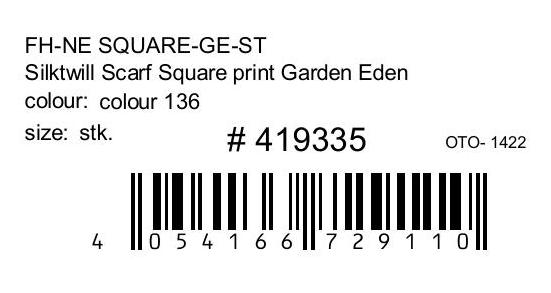 FH-NE SQUARE-GE-ST
Silktwill Scarf Square print Garden Eden
colour: colour 136
size: stk.
# 419335
OTO- 1422
4 054166 729110